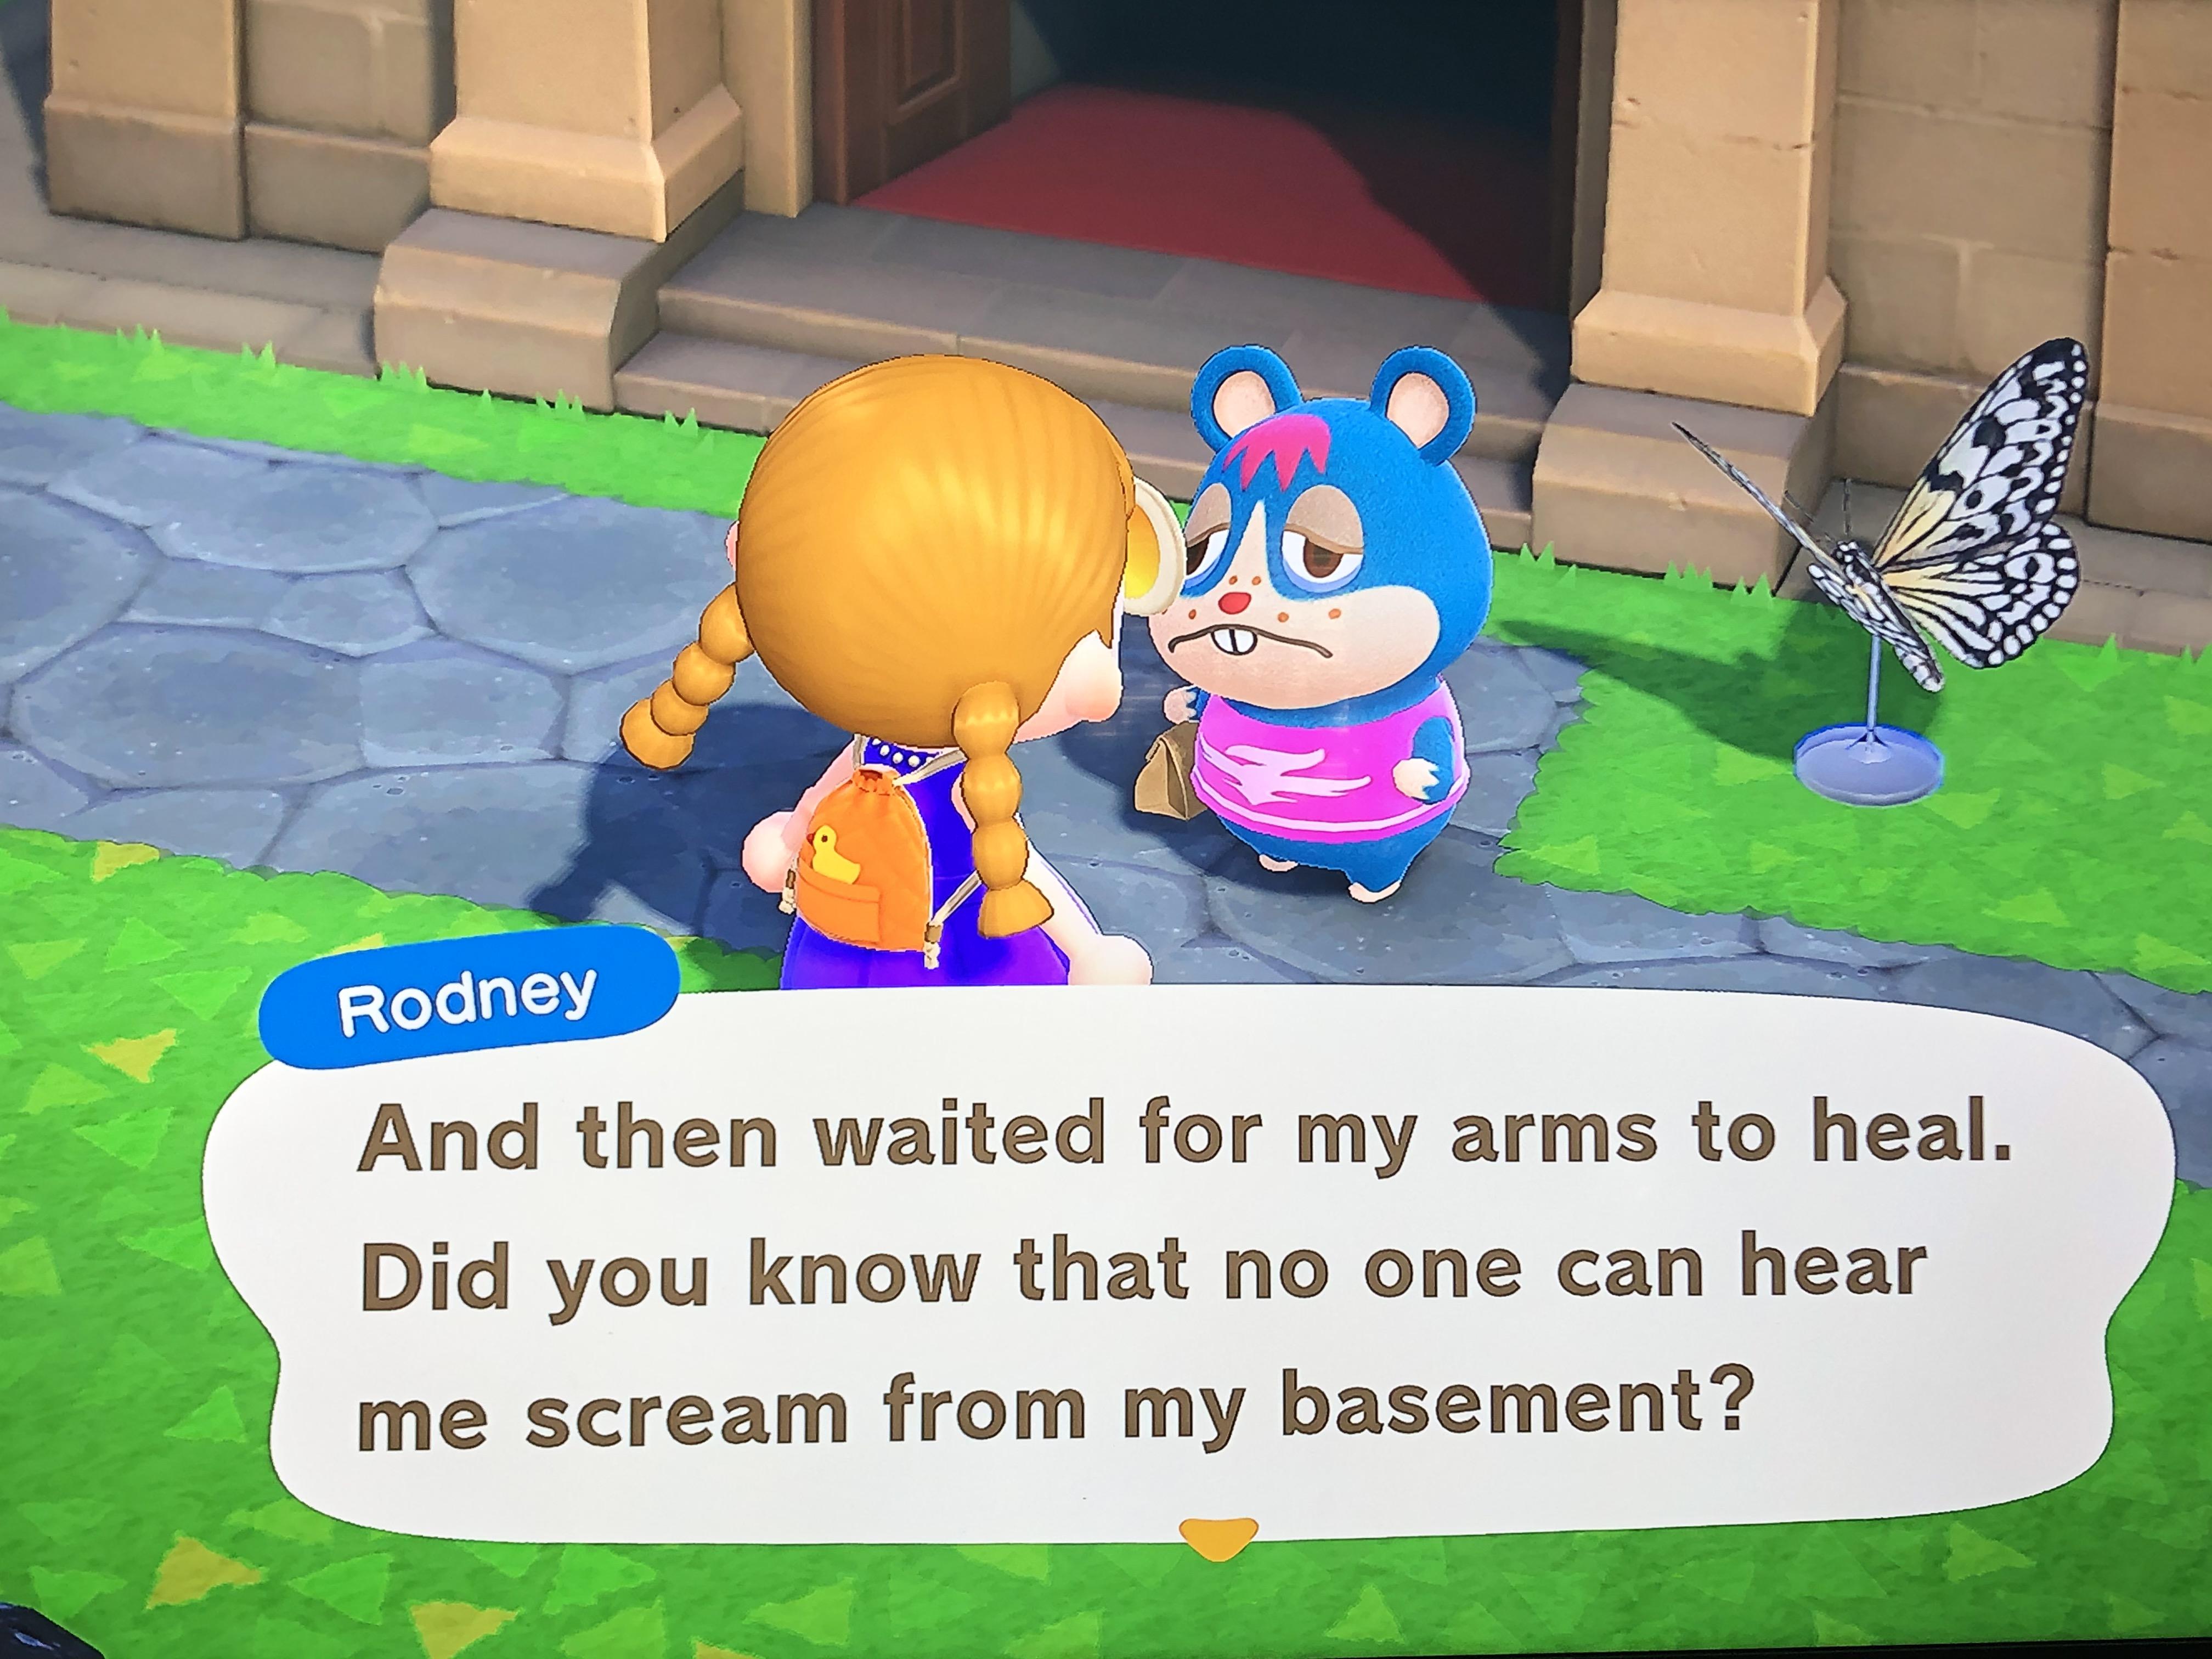 Rodney
And then waited for my arms to heal.
Did you know that no one can hear
me scream from my basement?